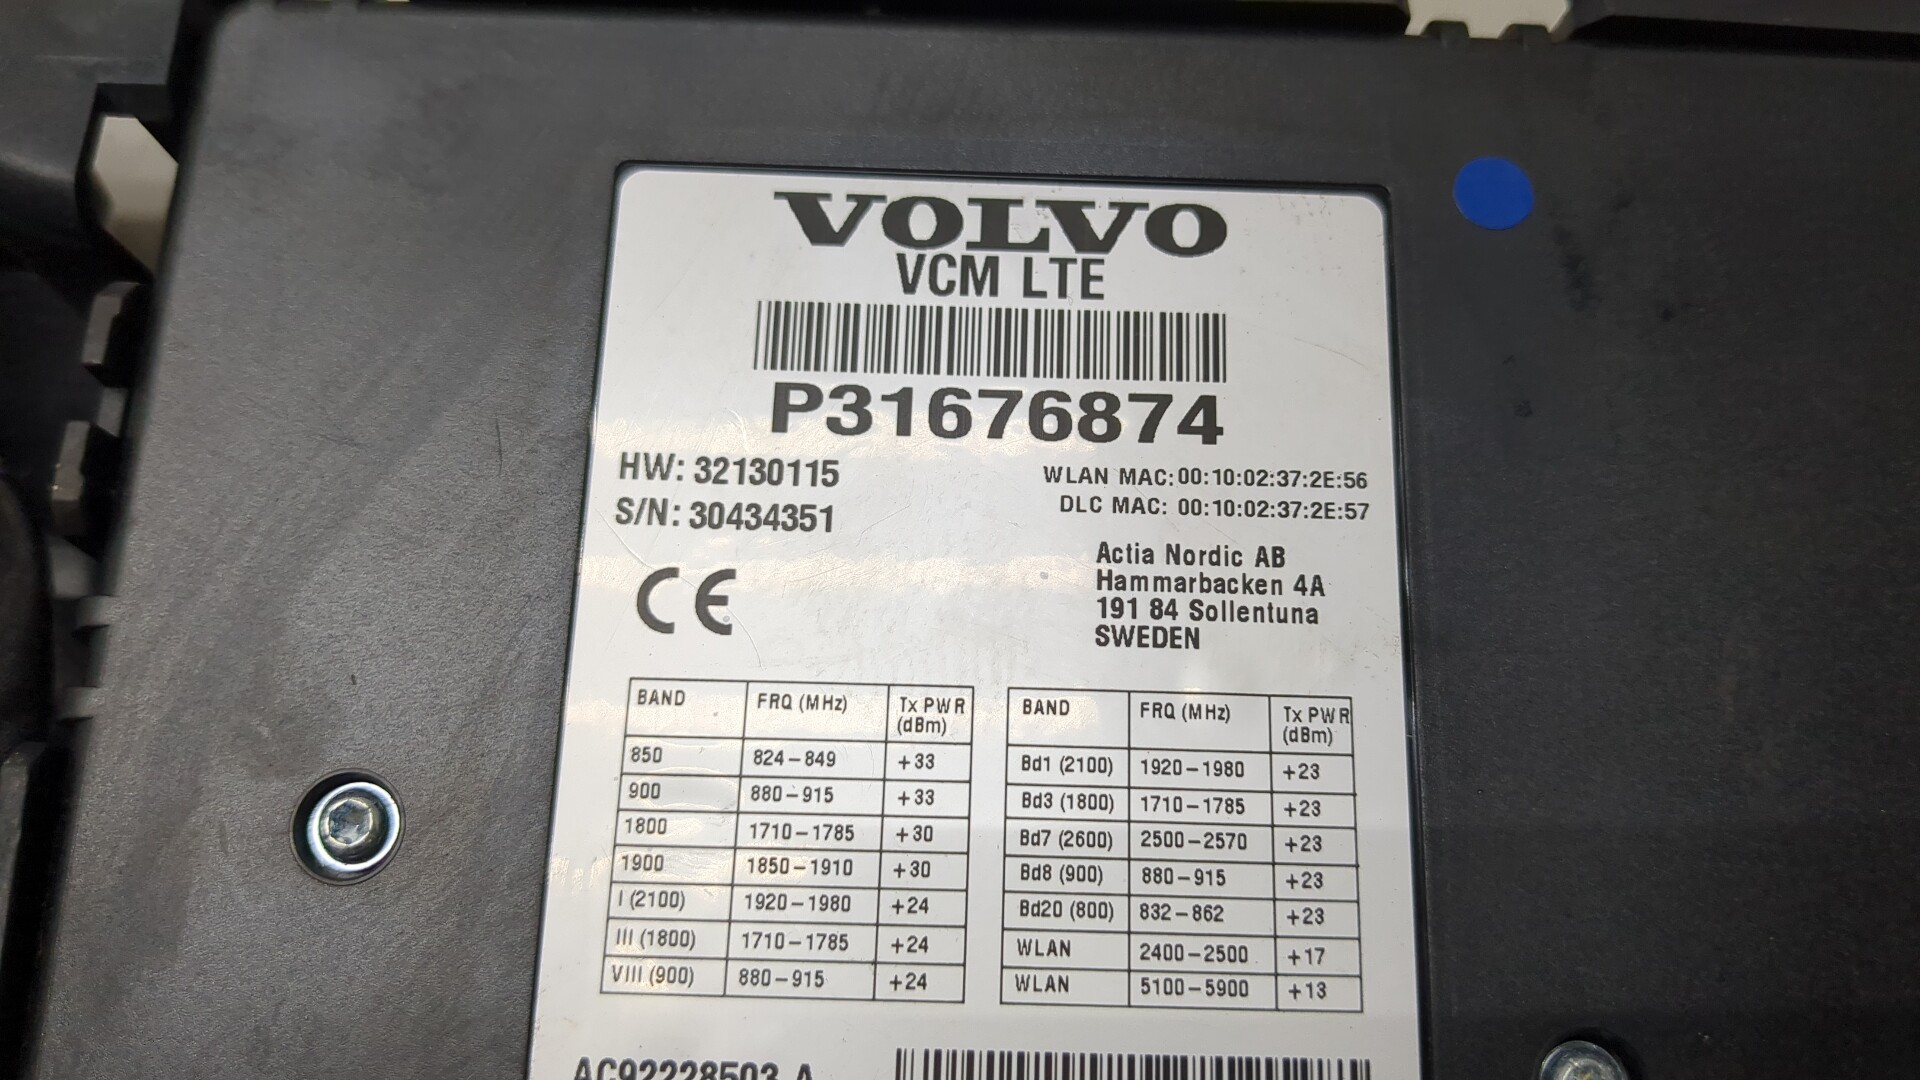 VOLVO
VCM LTE
P31676874
HW: 32130115
S/N: 30434351
WLAN MAC: 00:10:02:37:2E:56
DLC MAC: 00:10:02:37:2E:57
Actia Nordic AB
Hammarbacken 4A
191 84 Sollentuna
SWEDEN
CE
BAND FRQ (MHz) Tx PWR (dBm)
850 824-849 +33
900 880-915 +33
1800 1710-1785 +30
1900 1850-1910 +30
I (2100) 1920-1980 +24
III (1800) 1710-1785 +24
VIII (900) 880-915 +24
BAND FRQ (MHz) Tx PWR (dBm)
Bd1 (2100) 1920-1980 +23
Bd3 (1800) 1710-1785 +23
Bd7 (2600) 2500-2570 +23
Bd8 (900) 880-915 +23
Bd20 (800) 832-862 +23
WLAN 2400-2500 +17
WLAN 5100-5900 +13
AC92228503 A